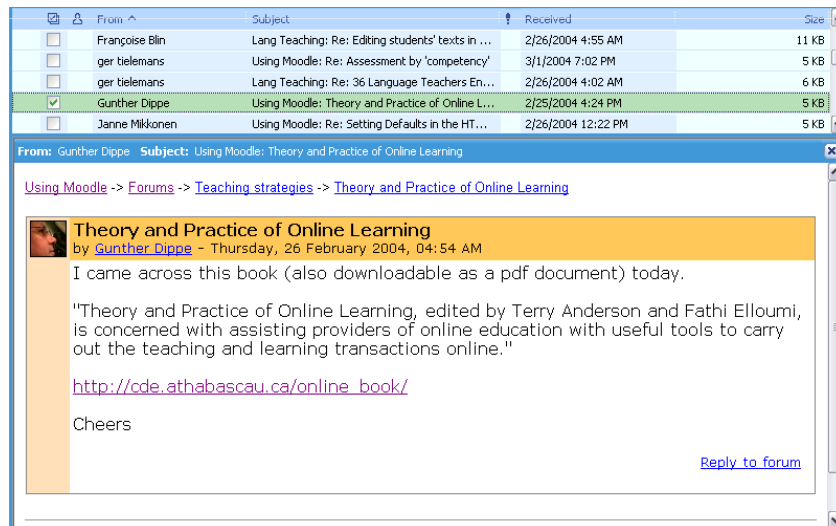 From Subject ! Received Size
Françoise Blin Lang Teaching: Re: Editing students' texts in ... 2/26/2004 4:55 AM 11 KB
ger tielemans Using Moodle: Re: Assessment by 'competency' 3/1/2004 7:02 PM 5 KB
ger tielemans Lang Teaching: Re: 36 Language Teachers En... 2/26/2004 4:02 AM 6 KB
Gunther Dippe Using Moodle: Theory and Practice of Online L... 2/25/2004 4:24 PM 5 KB
Janne Mikkonen Using Moodle: Re: Setting Defaults in the HT... 2/26/2004 12:22 PM 5 KB
From: Gunther Dippe Subject: Using Moodle: Theory and Practice of Online Learning
Using Moodle -> Forums -> Teaching strategies -> Theory and Practice of Online Learning
Theory and Practice of Online Learning
by Gunther Dippe - Thursday, 26 February 2004, 04:54 AM
I came across this book (also downloadable as a pdf document) today.
"Theory and Practice of Online Learning, edited by Terry Anderson and Fathi Elloumi,
is concerned with assisting providers of online education with useful tools to carry
out the teaching and learning transactions online."
http://cde.athabascau.ca/online_book/
Cheers
Reply to forum